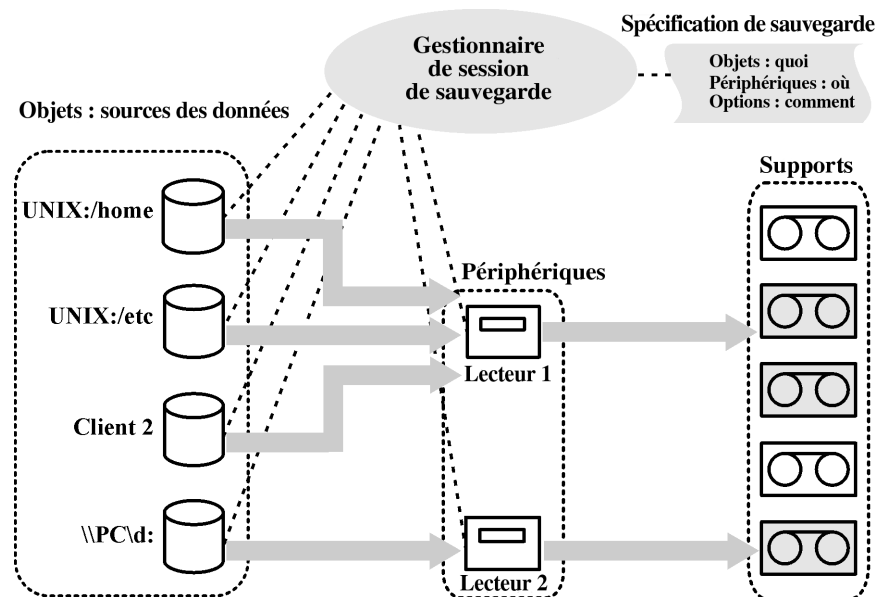 Spécification de sauvegarde
Gestionnaire
de session
de sauvegarde
Objets : quoi
Périphériques : où
Options : comment
Objets : sources des données
Supports
UNIX:/home
Périphériques
UNIX:/etc
Lecteur 1
Client 2
\\PC\d:
Lecteur 2